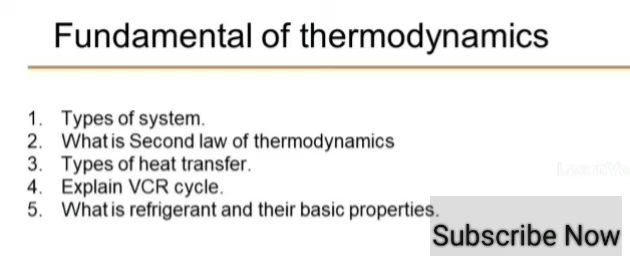 Fundamental of thermodynamics
1. Types of system.
2. What is Second law of thermodynamics
3. Types of heat transfer.
4. Explain VCR cycle.
5. What is refrigerant and their basic properties.
Subscribe Now